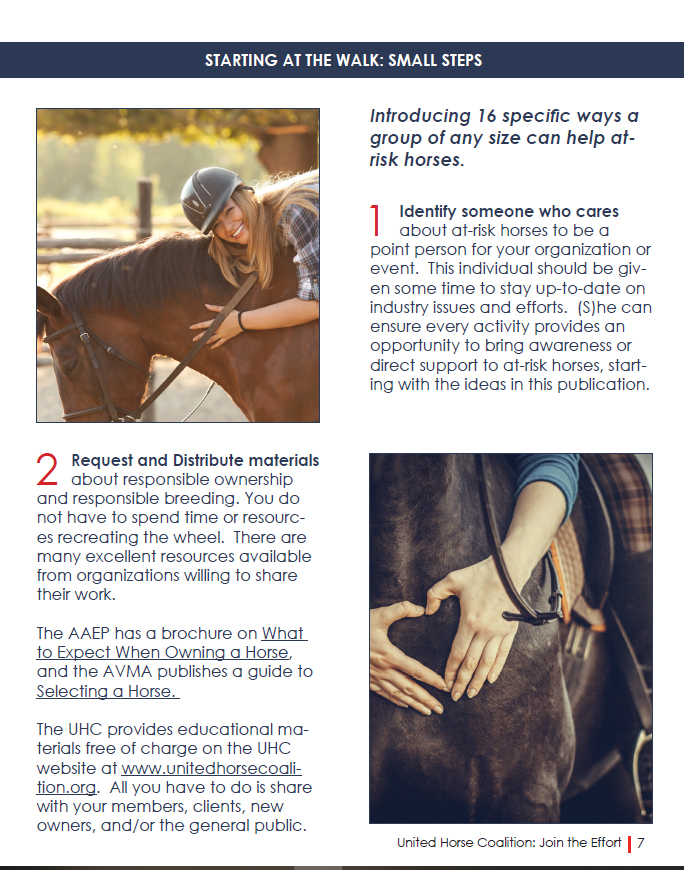 STARTING AT THE WALK: SMALL STEPS
Introducing 16 specific ways a
group of any size can help at-
risk horses.
1 Identify someone who cares
about at-risk horses to be a
point person for your organization or
event.  This individual should be giv-
en some time to stay up-to-date on
industry issues and efforts.  (S)he can
ensure every activity provides an
opportunity to bring awareness or
direct support to at-risk horses, start-
ing with the ideas in this publication.
2 Request and Distribute materials
about responsible ownership
and responsible breeding. You do
not have to spend time or resourc-
es recreating the wheel.  There are
many excellent resources available
from organizations willing to share
their work.
The AAEP has a brochure on What
to Expect When Owning a Horse,
and the AVMA publishes a guide to
Selecting a Horse.
The UHC provides educational ma-
terials free of charge on the UHC
website at www.unitedhorsecoali-
tion.org.  All you have to do is share
with your members, clients, new
owners, and/or the general public.
United Horse Coalition: Join the Effort 7